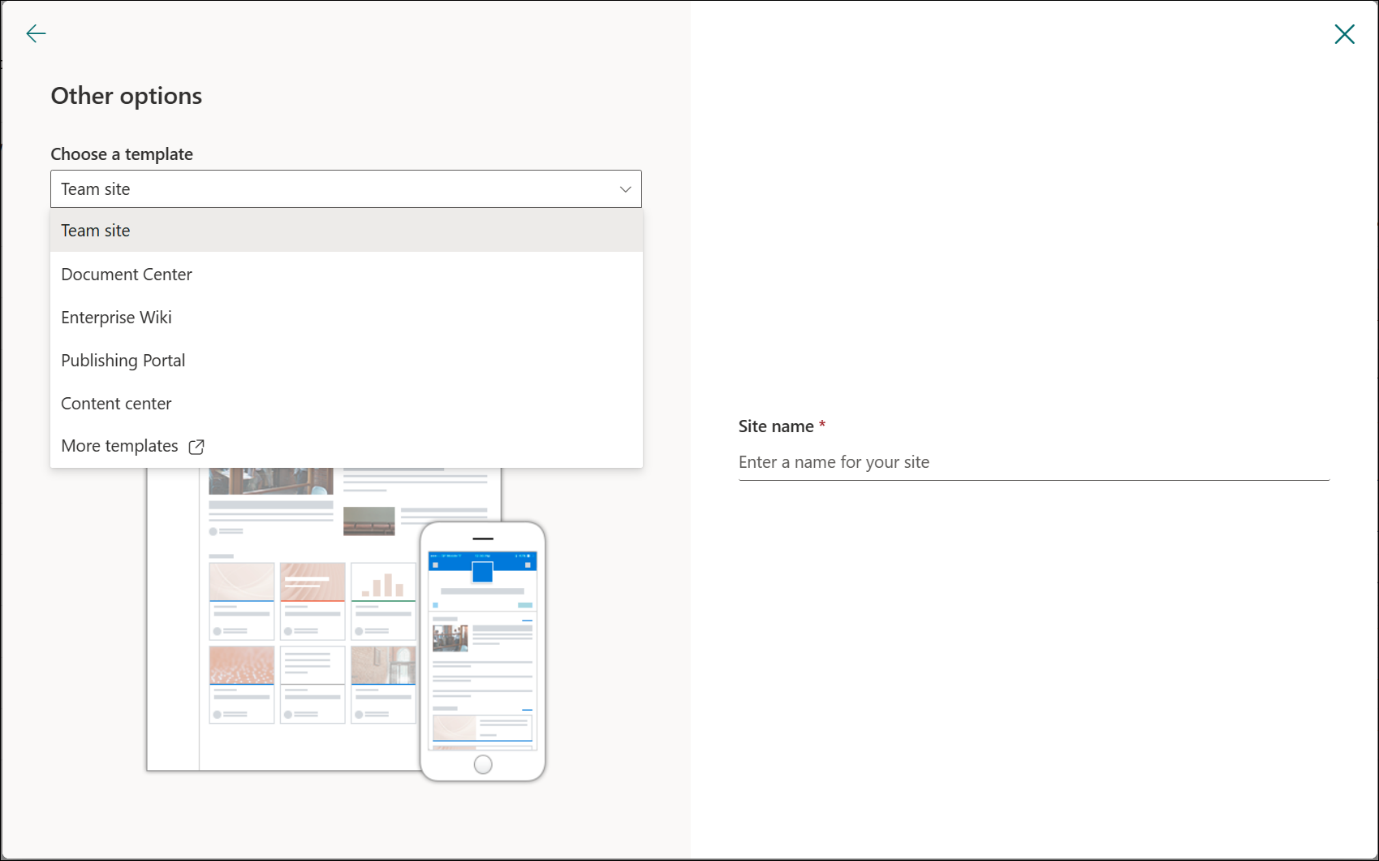 Other options
Choose a template
Team site
Team site
Document Center
Enterprise Wiki
Publishing Portal
Content center
More templates
Site name *
Enter a name for your site